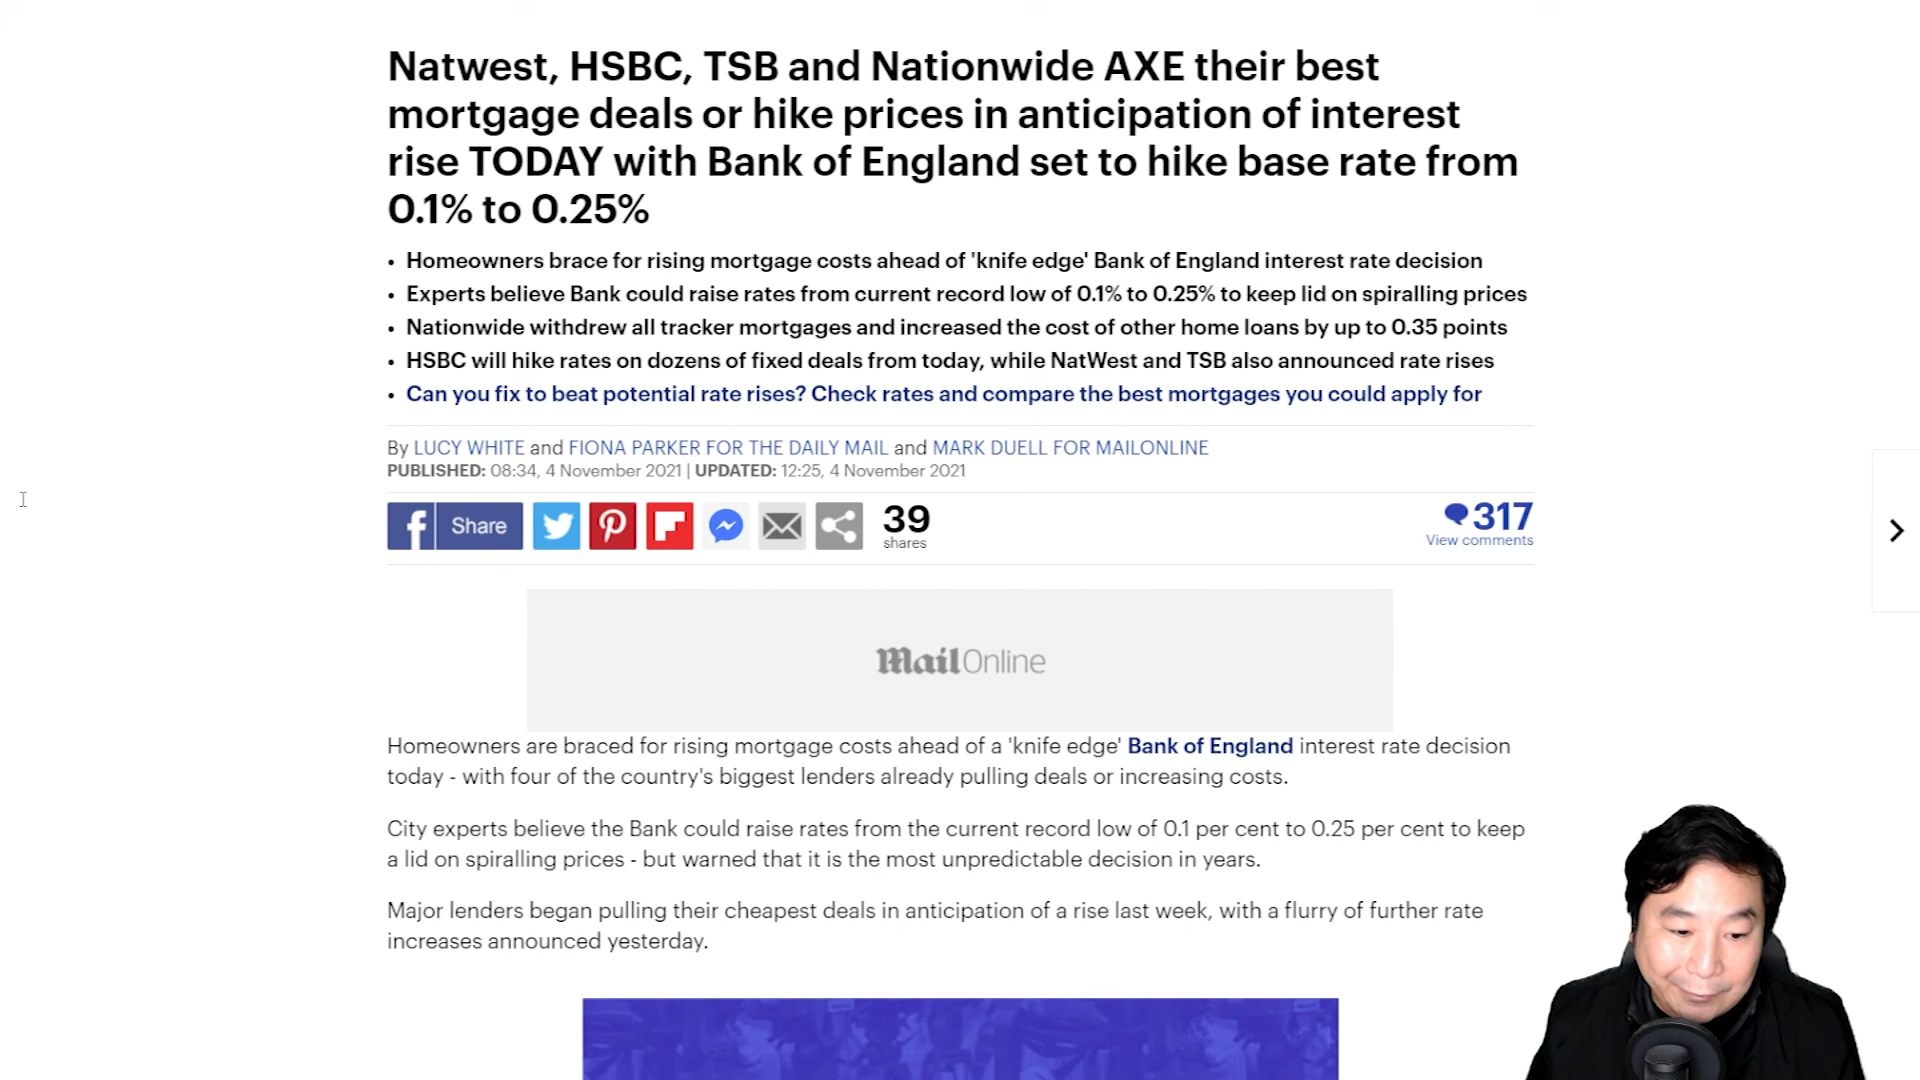 Natwest, HSBC, TSB and Nationwide AXE their best
mortgage deals or hike prices in anticipation of interest
rise TODAY with Bank of England set to hike base rate from
0.1% to 0.25%
• Homeowners brace for rising mortgage costs ahead of 'knife edge' Bank of England interest rate decision
• Experts believe Bank could raise rates from current record low of 0.1% to 0.25% to keep lid on spiralling prices
• Nationwide withdrew all tracker mortgages and increased the cost of other home loans by up to 0.35 points
• HSBC will hike rates on dozens of fixed deals from today, while NatWest and TSB also announced rate rises
• Can you fix to beat potential rate rises? Check rates and compare the best mortgages you could apply for
By LUCY WHITE and FIONA PARKER FOR THE DAILY MAIL and MARK DUELL FOR MAILONLINE
PUBLISHED: 08:34, 4 November 2021 | UPDATED: 12:25, 4 November 2021
Share
39
shares
317
View comments
Mail Online
Homeowners are braced for rising mortgage costs ahead of a 'knife edge' Bank of England interest rate decision
today - with four of the country's biggest lenders already pulling deals or increasing costs.
City experts believe the Bank could raise rates from the current record low of 0.1 per cent to 0.25 per cent to keep
a lid on spiralling prices - but warned that it is the most unpredictable decision in years.
Major lenders began pulling their cheapest deals in anticipation of a rise last week, with a flurry of further rate
increases announced yesterday.